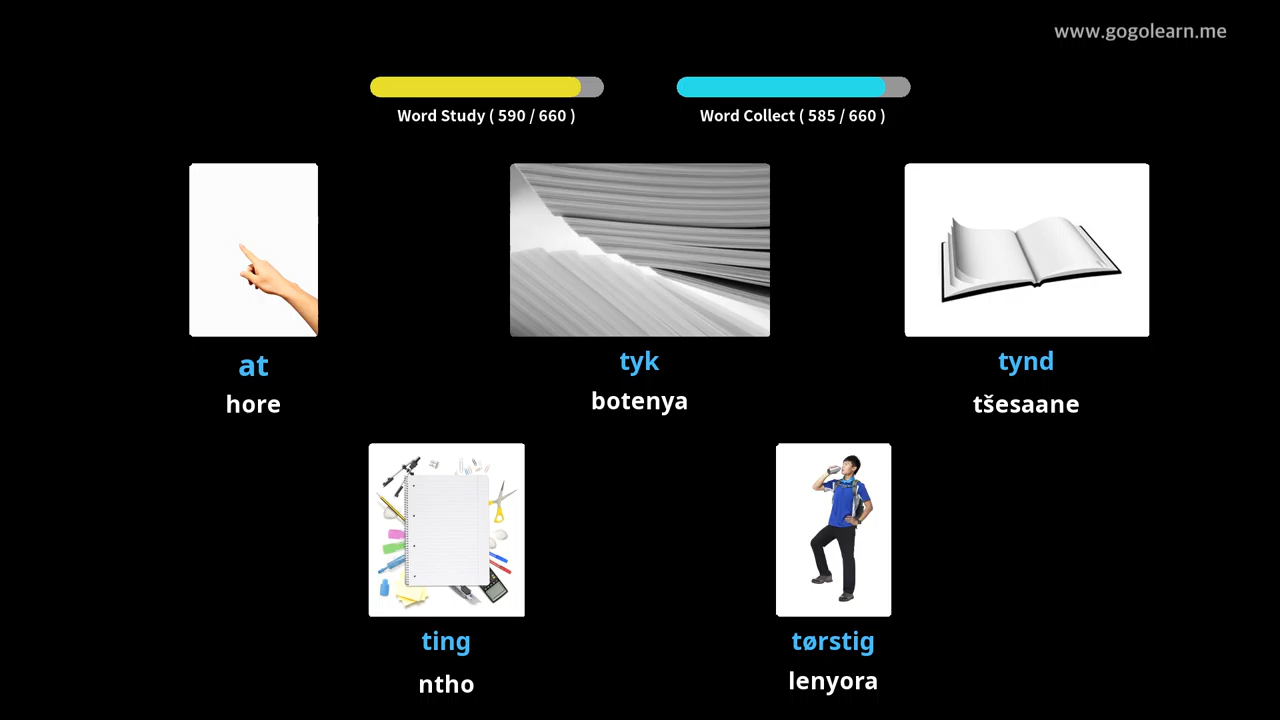 www.gogolearn.me
Word Study ( 590 / 660 )
Word Collect ( 585 / 660 )
at
hore
tyk
botenya
tynd
tšesaane
ting
ntho
tørstig
lenyora